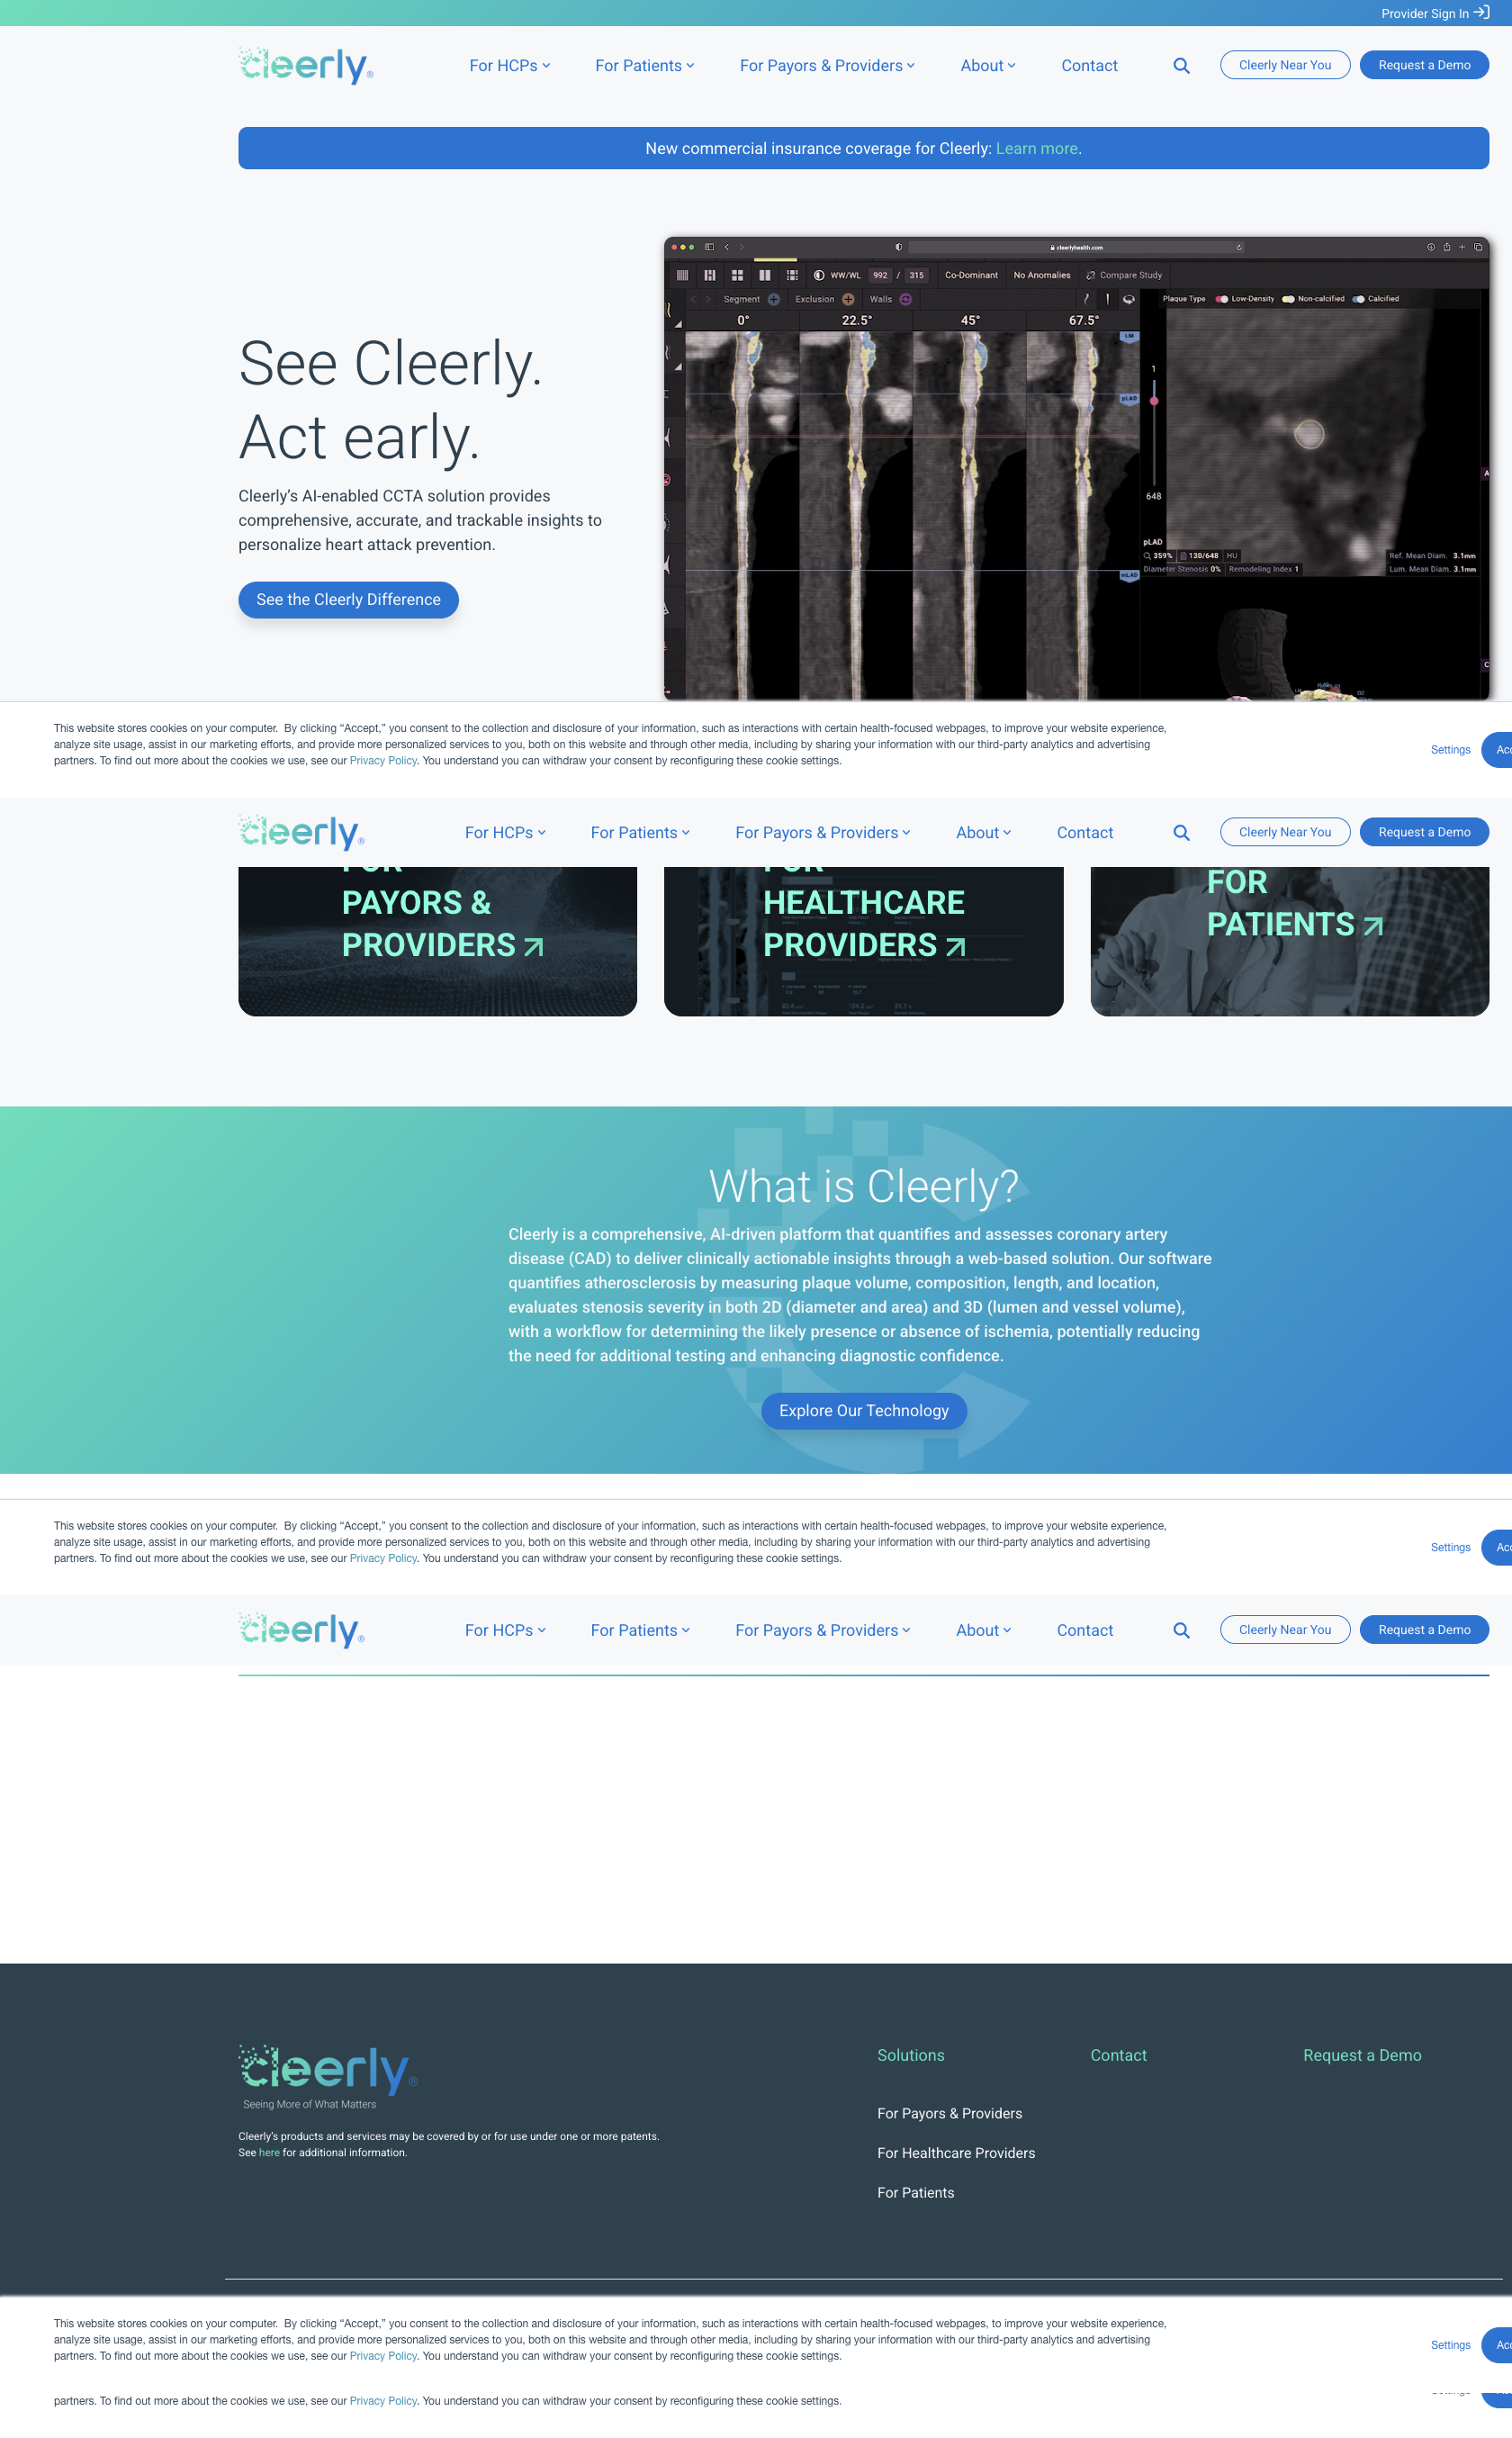 Provider Sign In
cleerly®
For HCPs
For Patients
For Payors & Providers
About
Contact
Cleerly Near You
Request a Demo
New commercial insurance coverage for Cleerly: Learn more.
See Cleerly.
Act early.
Cleerly’s AI-enabled CCTA solution provides
comprehensive, accurate, and trackable insights to
personalize heart attack prevention.
See the Cleerly Difference
cleerlyhealth.com
WW/WL 992 / 315
Co-Dominant
No Anomalies
Compare Study
Segment
Exclusion
Walls
Plaque Type
Low-Density
Non-calcified
Calcified
0°
22.5°
45°
67.5°
LM
pLAD
mLAD
1
648
pLAD
359%
138/648
HU
Diameter Stenosis 0%
Remodeling Index 1
Ref. Mean Diam. 3.1mm
Lum. Mean Diam. 3.1mm
This website stores cookies on your computer. By clicking “Accept,” you consent to the collection and disclosure of your information, such as interactions with certain health-focused webpages, to improve your website experience,
analyze site usage, assist in our marketing efforts, and provide more personalized services to you, both on this website and through other media, including by sharing your information with our third-party analytics and advertising
partners. To find out more about the cookies we use, see our Privacy Policy. You understand you can withdraw your consent by reconfiguring these cookie settings.
Settings
Acc
cleerly®
For HCPs
For Patients
For Payors & Providers
About
Contact
Cleerly Near You
Request a Demo
FOR
PAYORS &
PROVIDERS
FOR
HEALTHCARE
PROVIDERS
FOR
PATIENTS
What is Cleerly?
Cleerly is a comprehensive, AI-driven platform that quantifies and assesses coronary artery
disease (CAD) to deliver clinically actionable insights through a web-based solution. Our software
quantifies atherosclerosis by measuring plaque volume, composition, length, and location,
evaluates stenosis severity in both 2D (diameter and area) and 3D (lumen and vessel volume),
with a workflow for determining the likely presence or absence of ischemia, potentially reducing
the need for additional testing and enhancing diagnostic confidence.
Explore Our Technology
This website stores cookies on your computer. By clicking “Accept,” you consent to the collection and disclosure of your information, such as interactions with certain health-focused webpages, to improve your website experience,
analyze site usage, assist in our marketing efforts, and provide more personalized services to you, both on this website and through other media, including by sharing your information with our third-party analytics and advertising
partners. To find out more about the cookies we use, see our Privacy Policy. You understand you can withdraw your consent by reconfiguring these cookie settings.
Settings
Acc
cleerly®
For HCPs
For Patients
For Payors & Providers
About
Contact
Cleerly Near You
Request a Demo
cleerly®
Seeing More of What Matters
Cleerly’s products and services may be covered by or for use under one or more patents.
See here for additional information.
Solutions
For Payors & Providers
For Healthcare Providers
For Patients
Contact
Request a Demo
This website stores cookies on your computer. By clicking “Accept,” you consent to the collection and disclosure of your information, such as interactions with certain health-focused webpages, to improve your website experience,
analyze site usage, assist in our marketing efforts, and provide more personalized services to you, both on this website and through other media, including by sharing your information with our third-party analytics and advertising
partners. To find out more about the cookies we use, see our Privacy Policy. You understand you can withdraw your consent by reconfiguring these cookie settings.
Settings
Acc
partners. To find out more about the cookies we use, see our Privacy Policy. You understand you can withdraw your consent by reconfiguring these cookie settings.